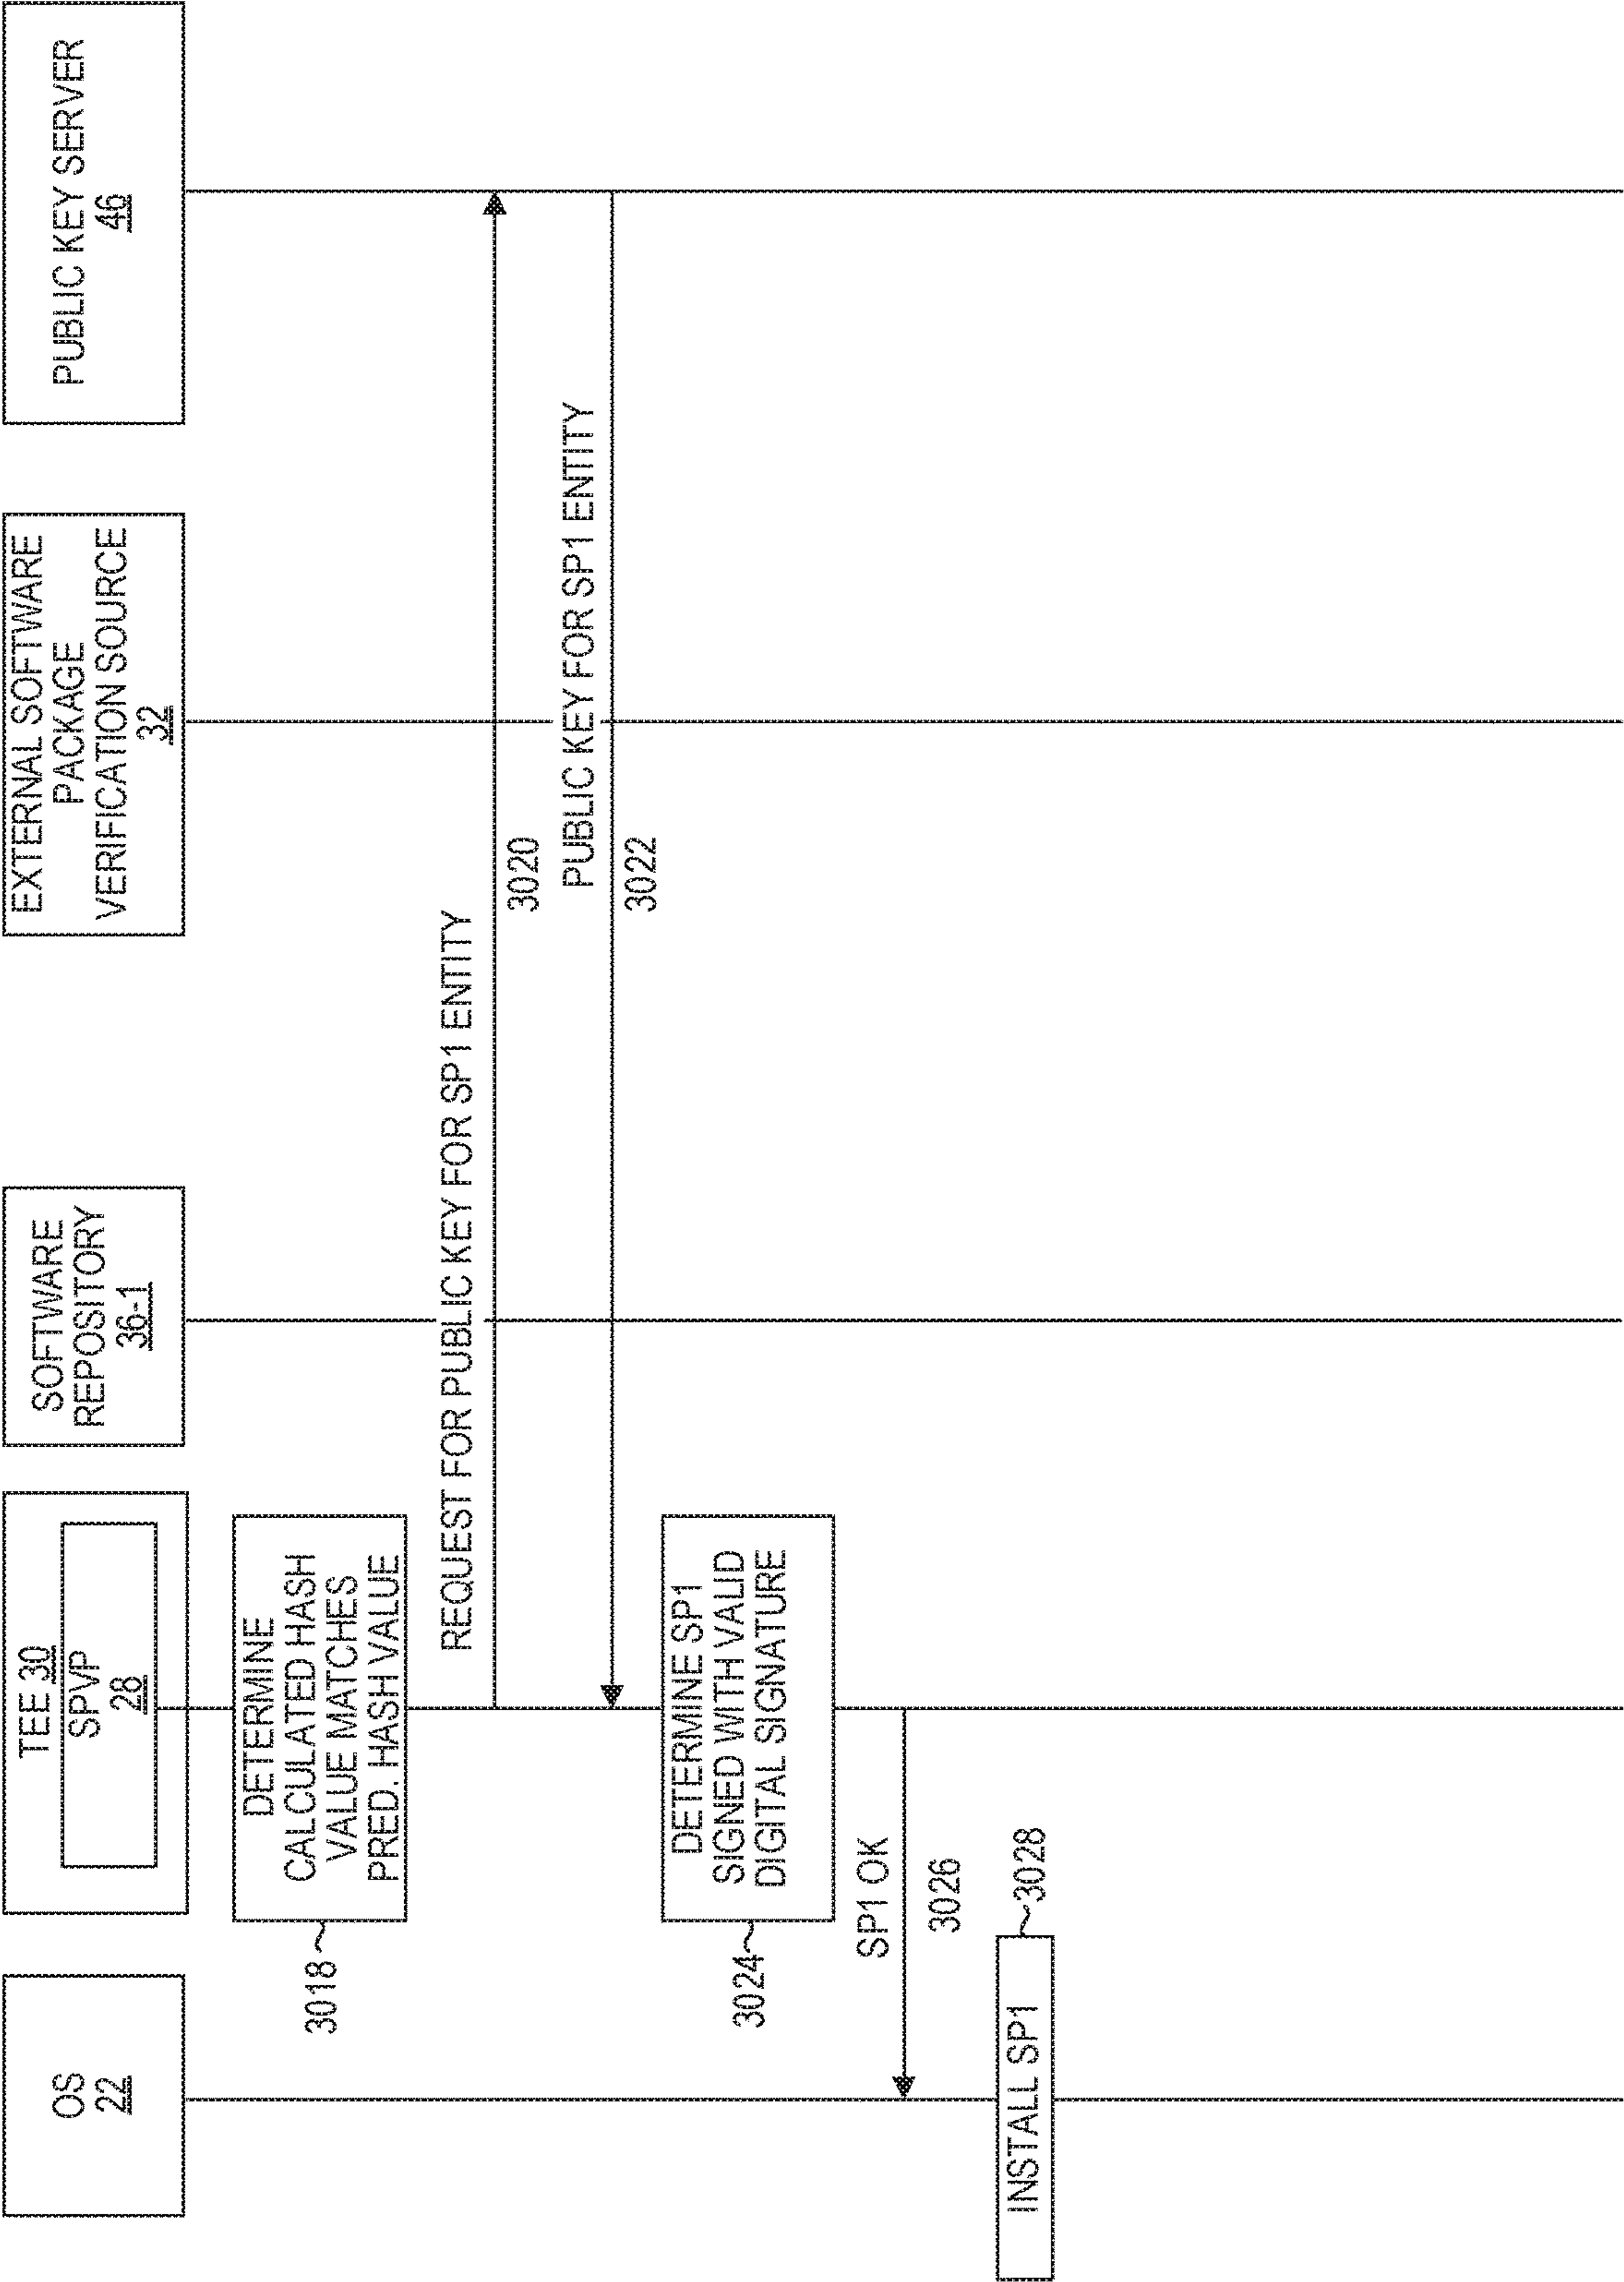 OS
22
TEE 30
SPVP
28
SOFTWARE
REPOSITORY
36-1
EXTERNAL SOFTWARE
PACKAGE
VERIFICATION SOURCE
32
PUBLIC KEY SERVER
46
DETERMINE
CALCULATED HASH
VALUE MATCHES
PRED. HASH VALUE
3018
REQUEST FOR PUBLIC KEY FOR SP1 ENTITY
3020
PUBLIC KEY FOR SP1 ENTITY
3022
DETERMINE SP1
SIGNED WITH VALID
DIGITAL SIGNATURE
3024
SP1 OK
3026
INSTALL SP1
3028